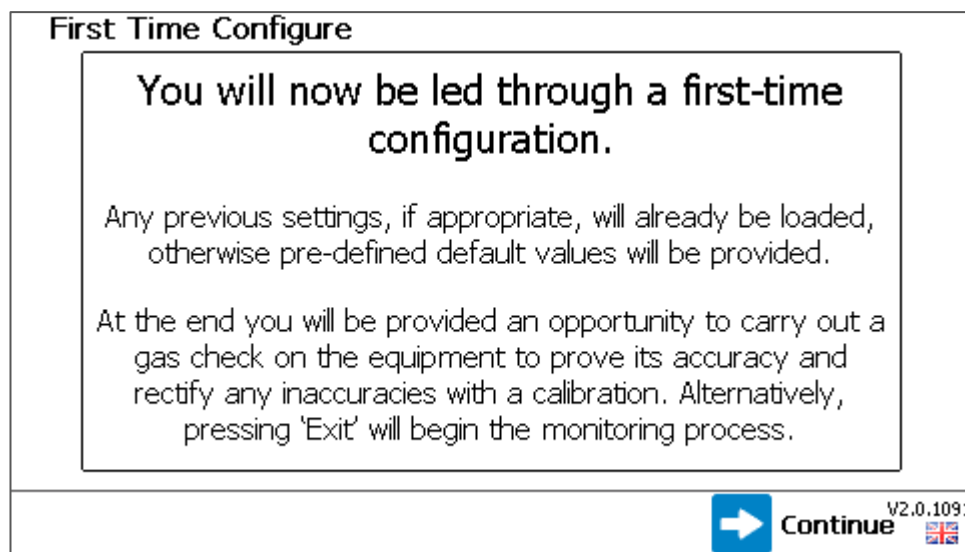 First Time Configure
You will now be led through a first-time
configuration.
Any previous settings, if appropriate, will already be loaded,
otherwise pre-defined default values will be provided.
At the end you will be provided an opportunity to carry out a
gas check on the equipment to prove its accuracy and
rectify any inaccuracies with a calibration. Alternatively,
pressing 'Exit' will begin the monitoring process.
Continue
V2.0.1091